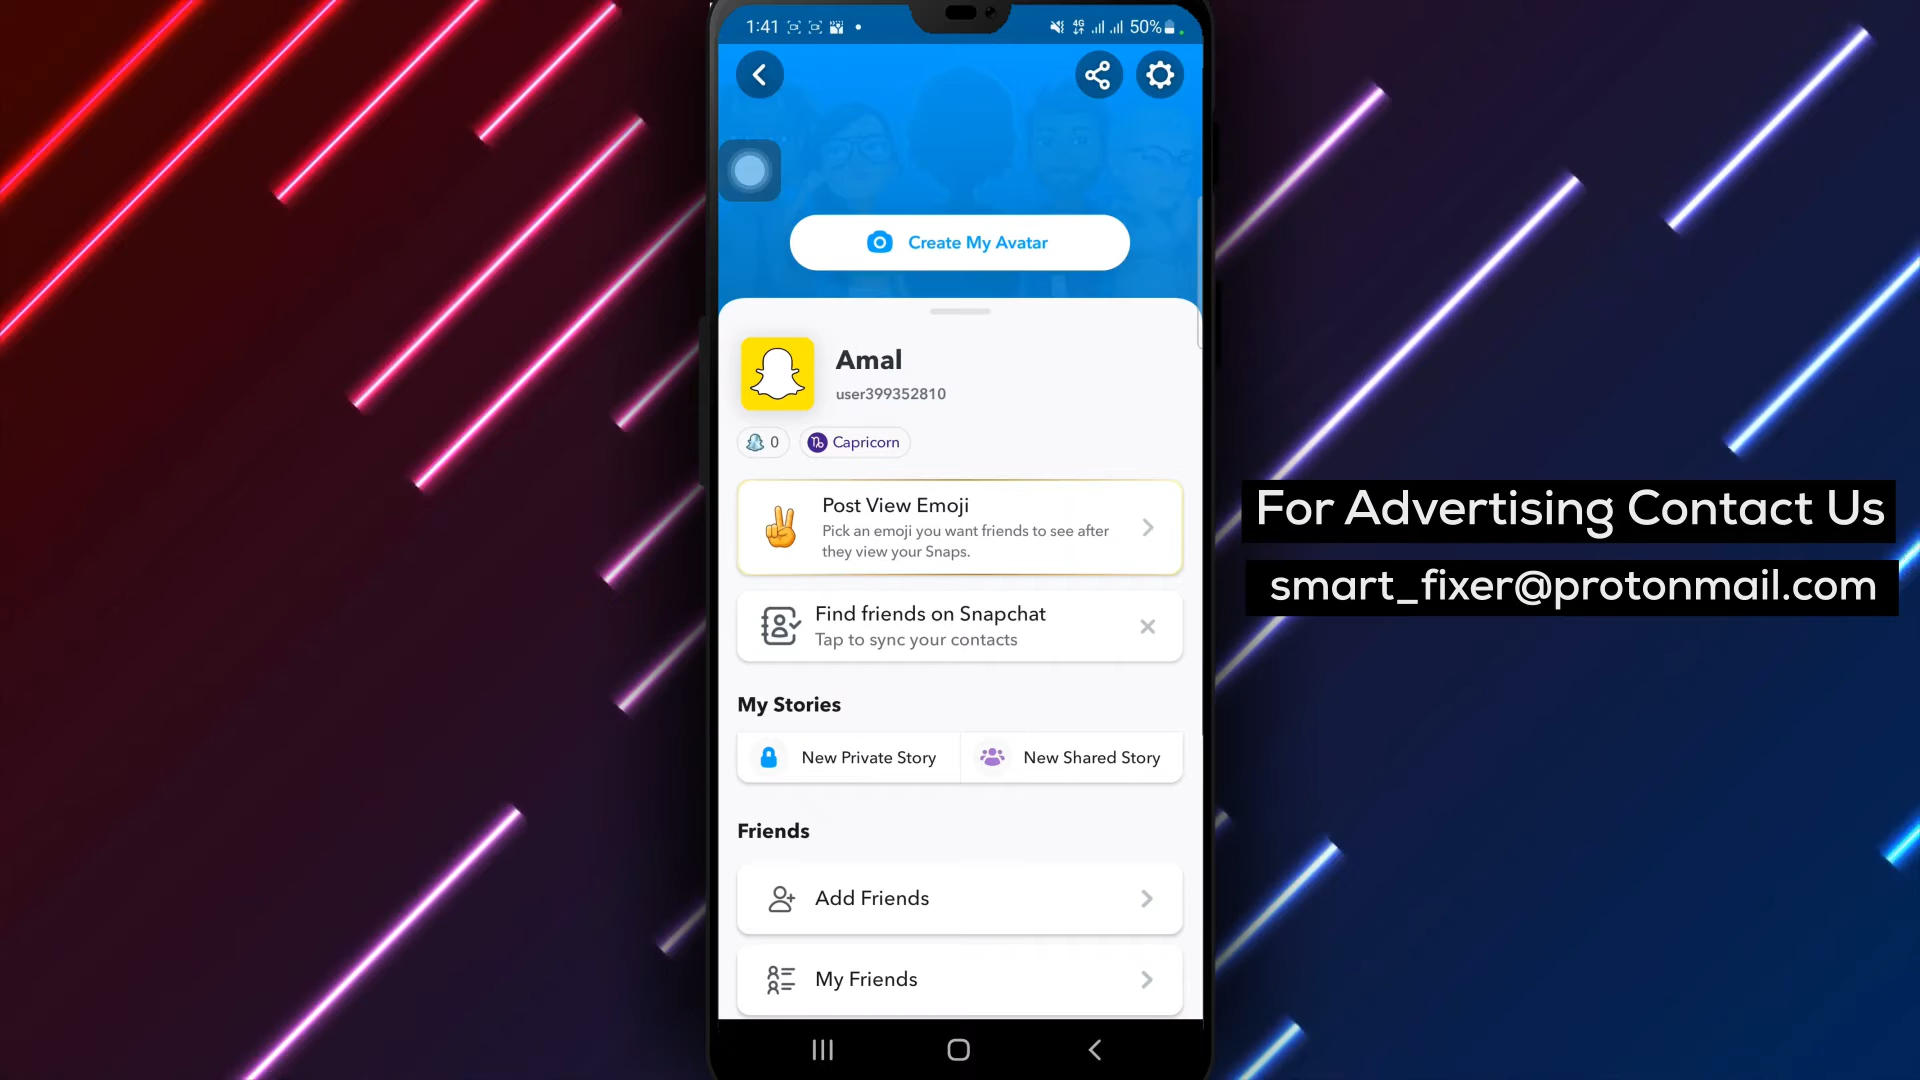 1:41
4G
50%
Create My Avatar
Amal
user399352810
0
Capricorn
Post View Emoji
Pick an emoji you want friends to see after
they view your Snaps.
Find friends on Snapchat
Tap to sync your contacts
My Stories
New Private Story
New Shared Story
Friends
Add Friends
My Friends
For Advertising Contact Us
smart_fixer@protonmail.com